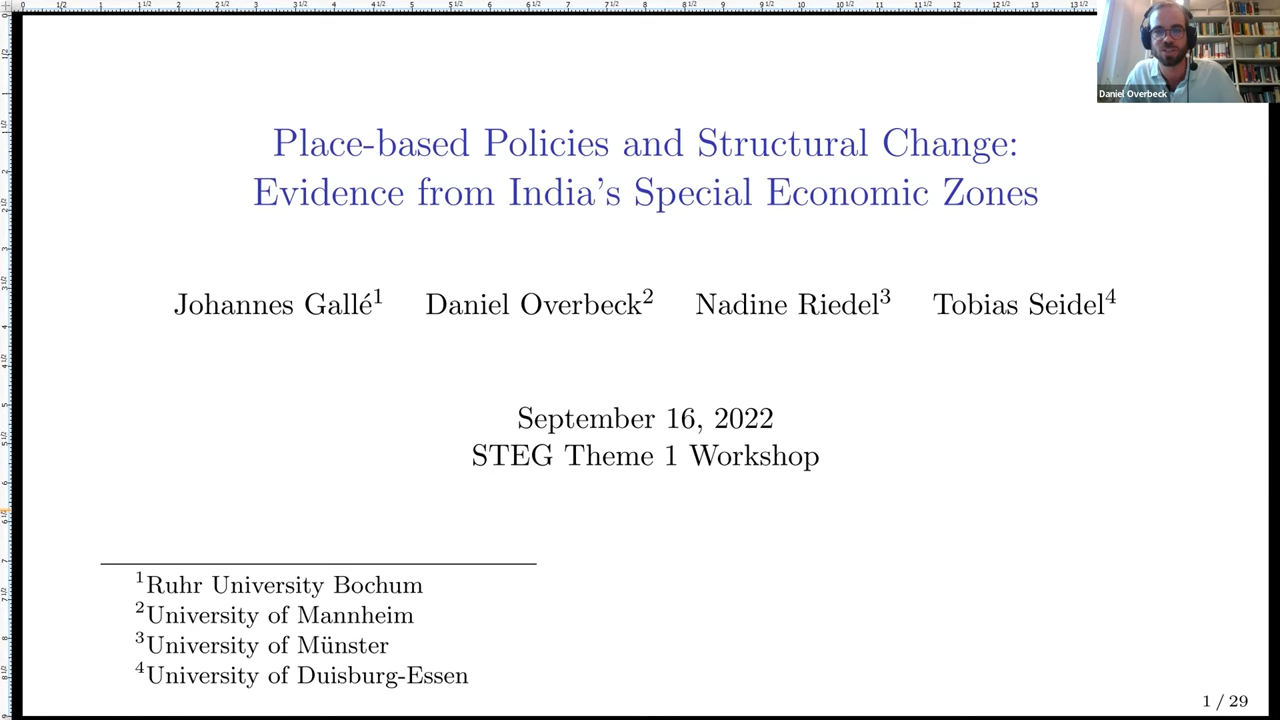 Daniel Overbeck
Place-based Policies and Structural Change:
Evidence from India's Special Economic Zones
Johannes Gallé1 Daniel Overbeck2 Nadine Riedel3 Tobias Seidel4
September 16, 2022
STEG Theme 1 Workshop
1Ruhr University Bochum
2University of Mannheim
3University of Münster
4University of Duisburg-Essen
1 / 29